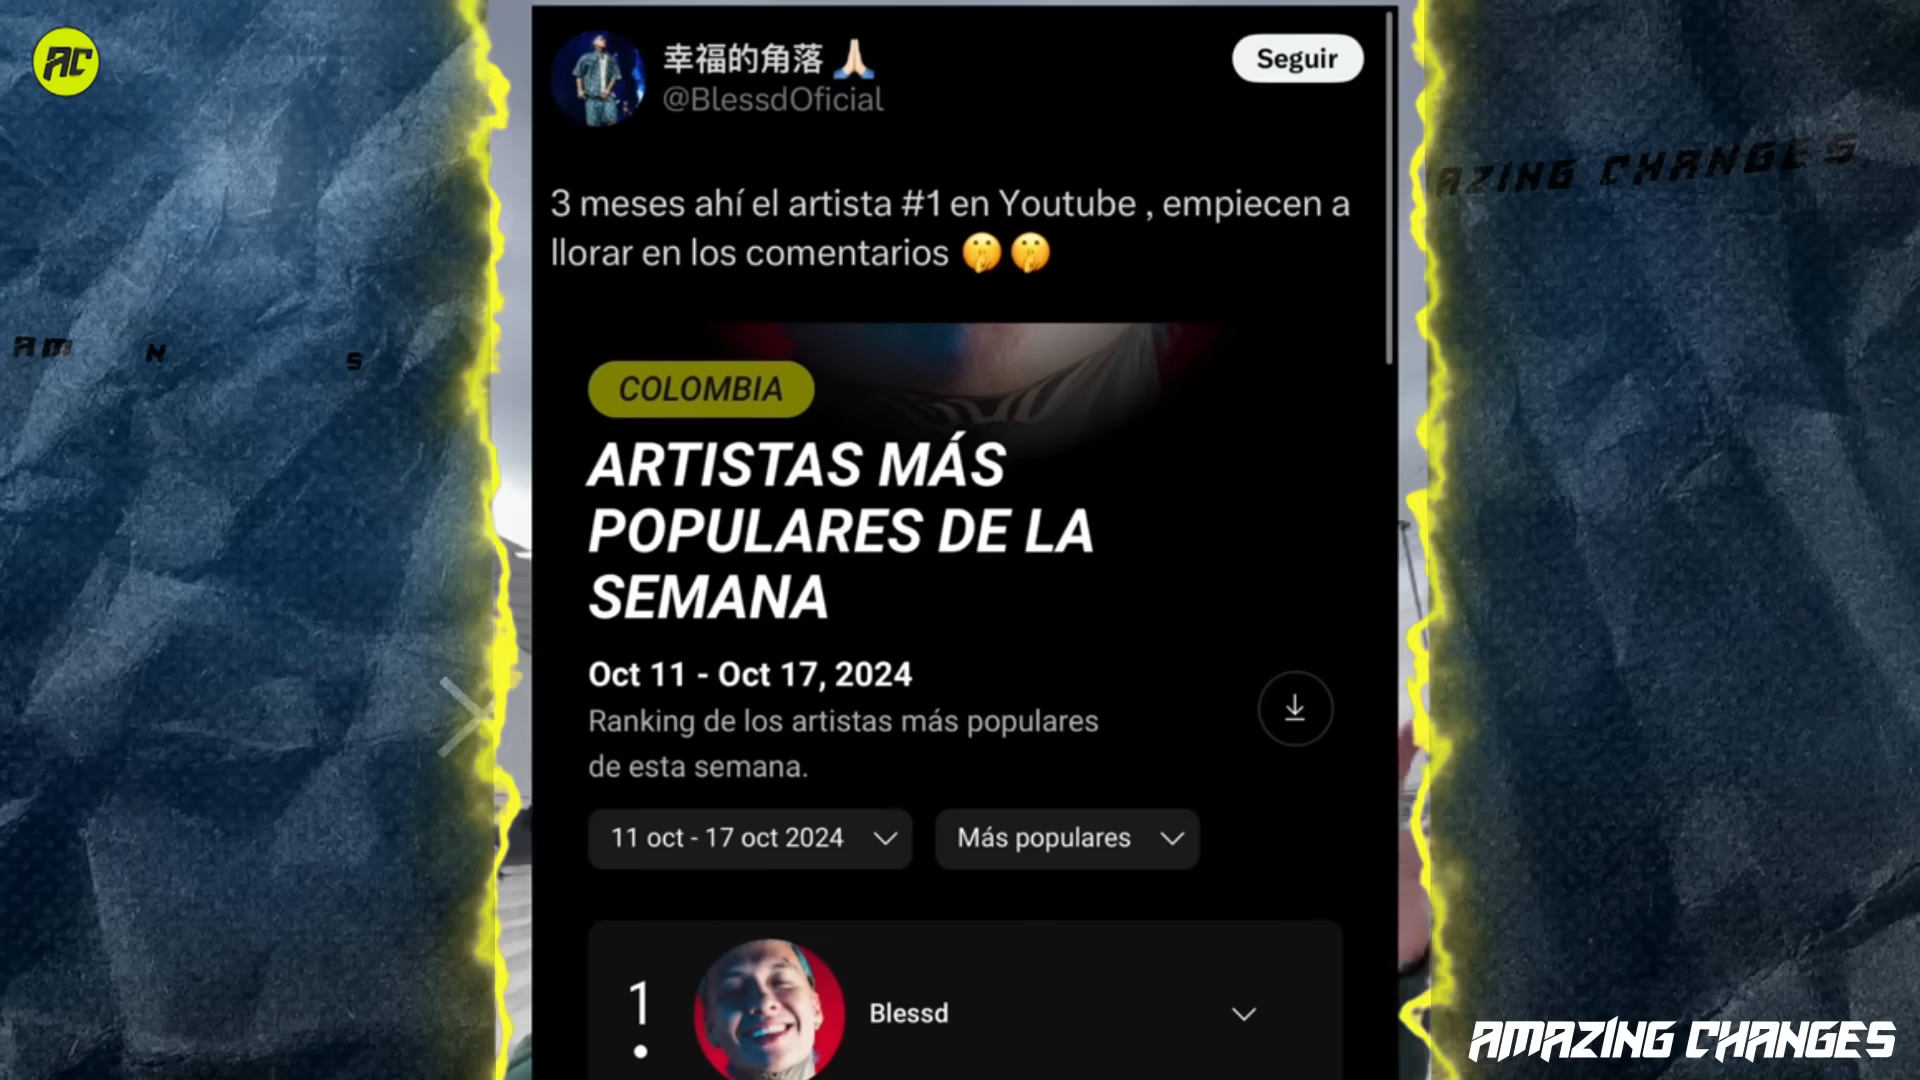 AC
幸福的角落 🙏🏻
@BlessdOficial
Seguir
3 meses ahí el artista #1 en Youtube , empiecen a
llorar en los comentarios 🤫🤫
AZING CHANGES
AM N S
COLOMBIA
ARTISTAS MÁS
POPULARES DE LA
SEMANA
Oct 11 - Oct 17, 2024
Ranking de los artistas más populares
de esta semana.
11 oct - 17 oct 2024
Más populares
1
Blessd
AMAZING CHANGES